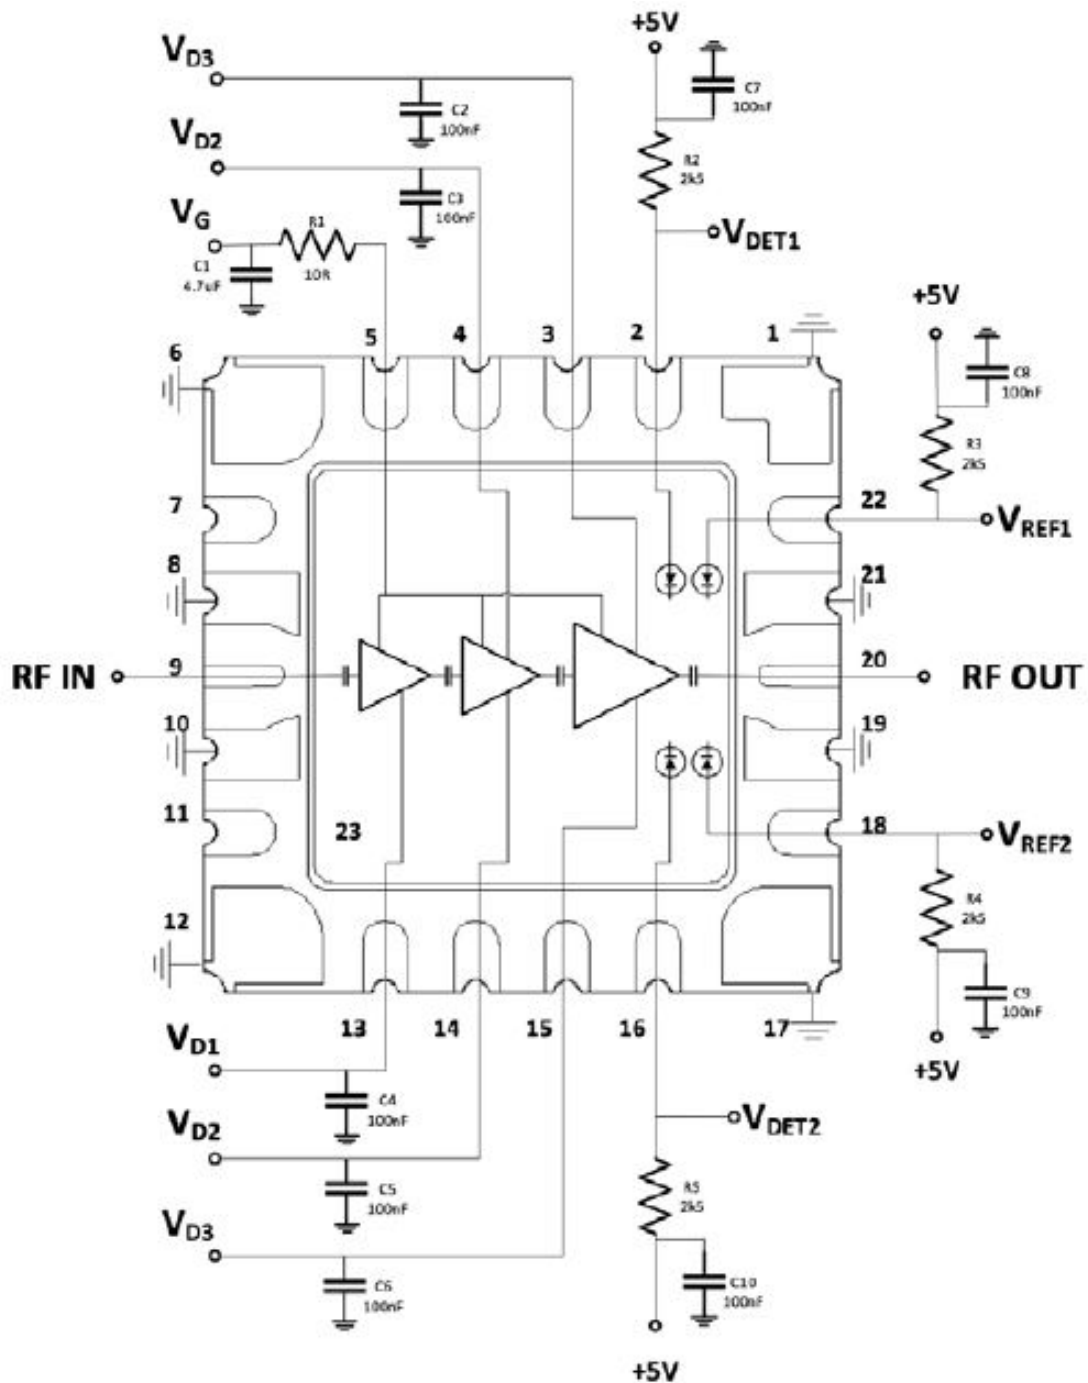 +5V
VD3
C7
100nF
C2
100nF
VD2
R2
2k5
C3
100nF
VG
R1
VDET1
C1
4.7uF
10R
+5V
5
4
3
2
1
6
C8
100nF
R3
2k5
7
22
VREF1
8
21
RF IN
9
20
RF OUT
10
19
11
23
18
VREF2
R4
2k5
12
C9
100nF
13
14
15
16
17
VD1
+5V
C4
100nF
VD2
VDET2
C5
100nF
R5
2k5
VD3
C6
100nF
C10
100nF
+5V